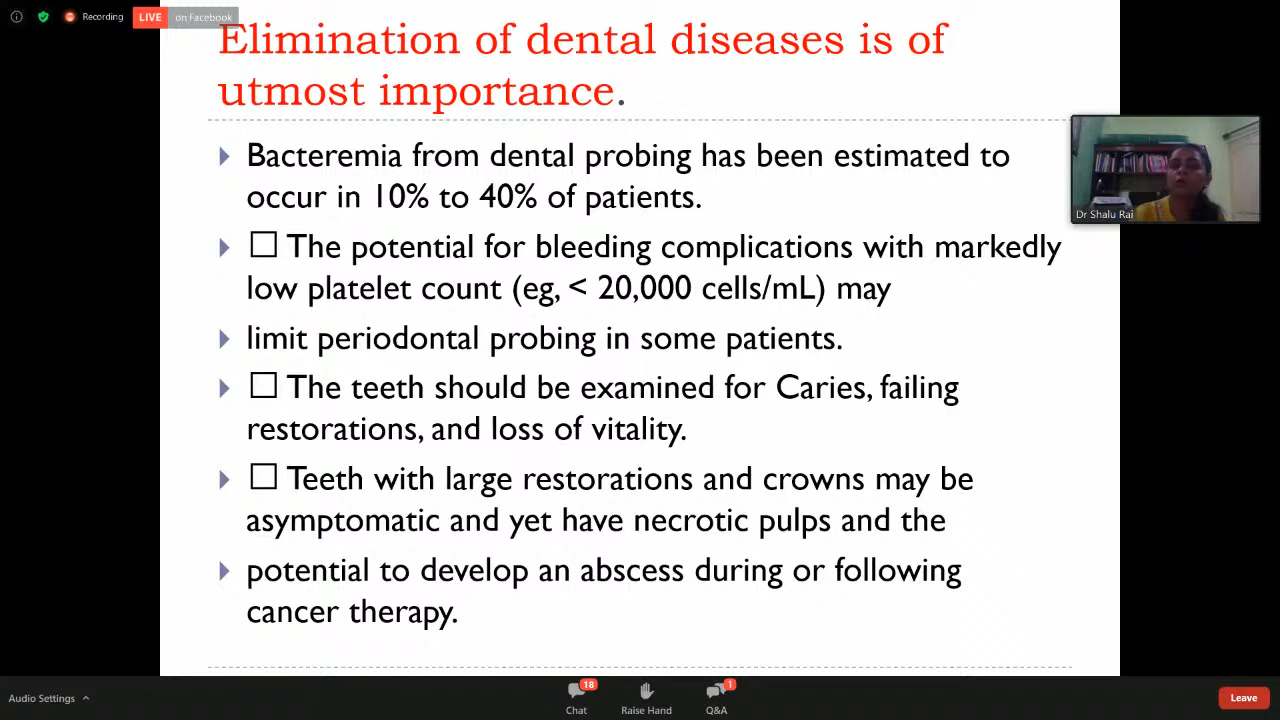 Recording LIVE on Facebook
Elimination of dental diseases is of
utmost importance.
Bacteremia from dental probing has been estimated to
occur in 10% to 40% of patients.
☐ The potential for bleeding complications with markedly
low platelet count (eg, < 20,000 cells/mL) may
limit periodontal probing in some patients.
☐ The teeth should be examined for Caries, failing
restorations, and loss of vitality.
☐ Teeth with large restorations and crowns may be
asymptomatic and yet have necrotic pulps and the
potential to develop an abscess during or following
cancer therapy.
Dr Shalu Rai
Audio Settings
18
Chat
Raise Hand
1
Q&A
Leave